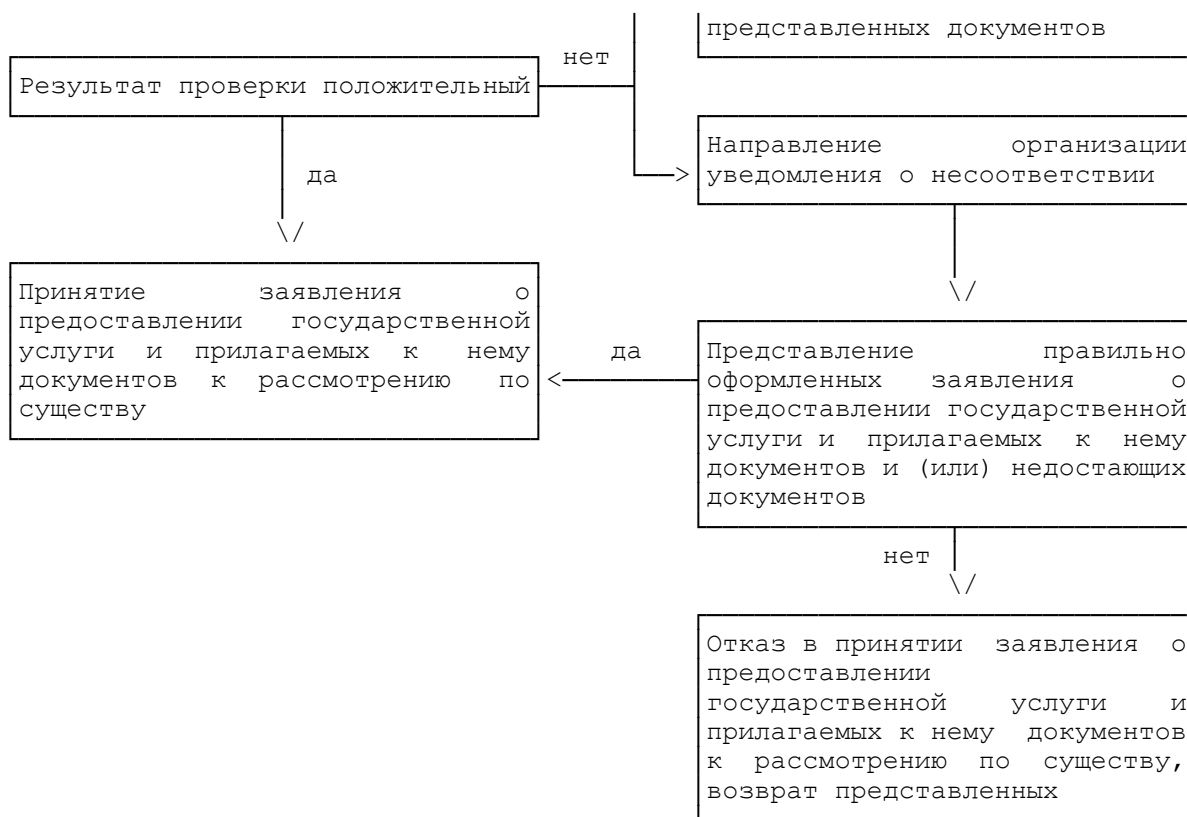 представленных документов
нет
Результат проверки положительный
Направление организации
уведомления о несоответствии
да
Принятие заявления о
предоставлении государственной
услуги и прилагаемых к нему
документов к рассмотрению по
существу
да
Представление правильно
оформленных заявления о
предоставлении государственной
услуги и прилагаемых к нему
документов и (или) недостающих
документов
нет
Отказ в принятии заявления о
предоставлении
государственной услуги и
прилагаемых к нему документов
к рассмотрению по существу,
возврат представленных